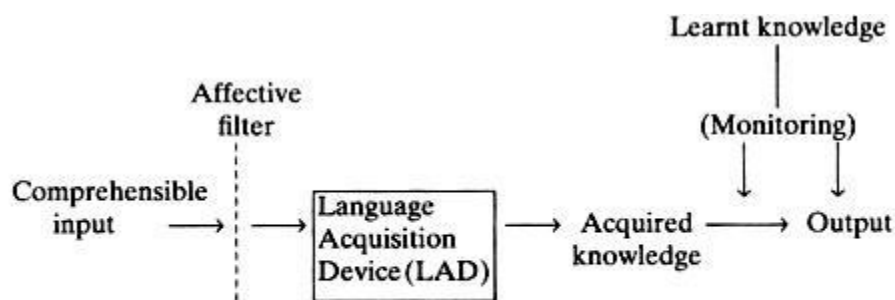 Learnt knowledge
Affective
filter
(Monitoring)
Comprehensible
input
Language
Acquisition
Device (LAD)
Acquired
knowledge
Output